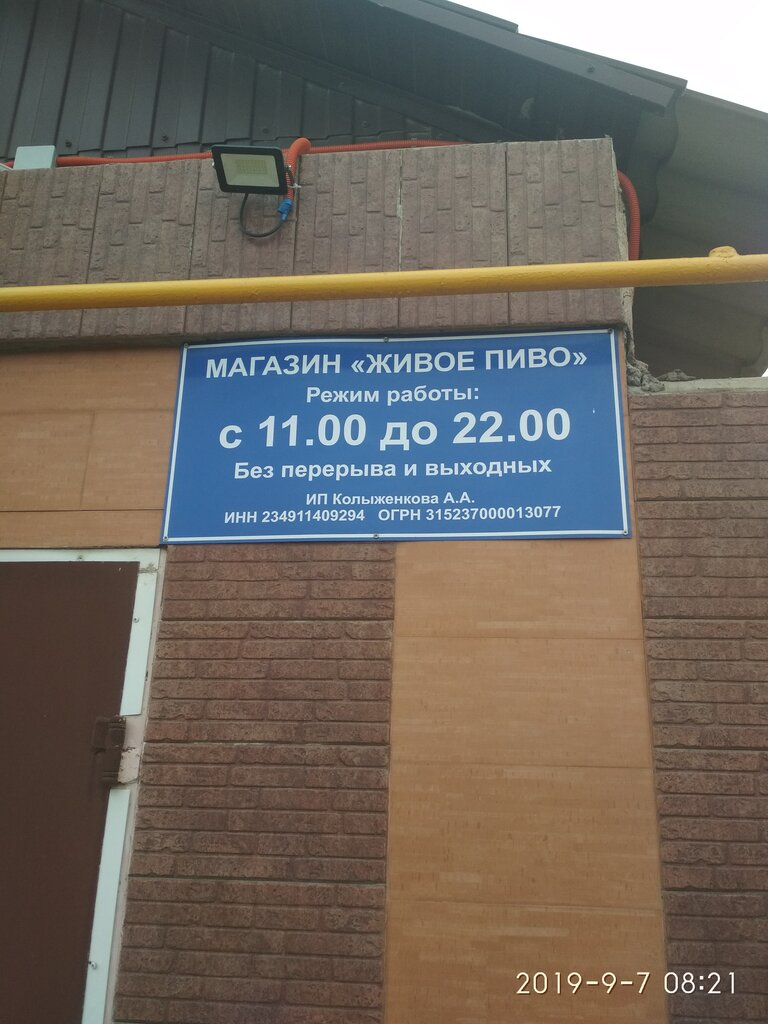 МАГАЗИН «ЖИВОЕ ПИВО»
Режим работы:
с 11.00 до 22.00
Без перерыва и выходных
ИП Колыженкова А.А.
ИНН 234911409294 ОГРН 315237000013077
2019-9-7 08:21